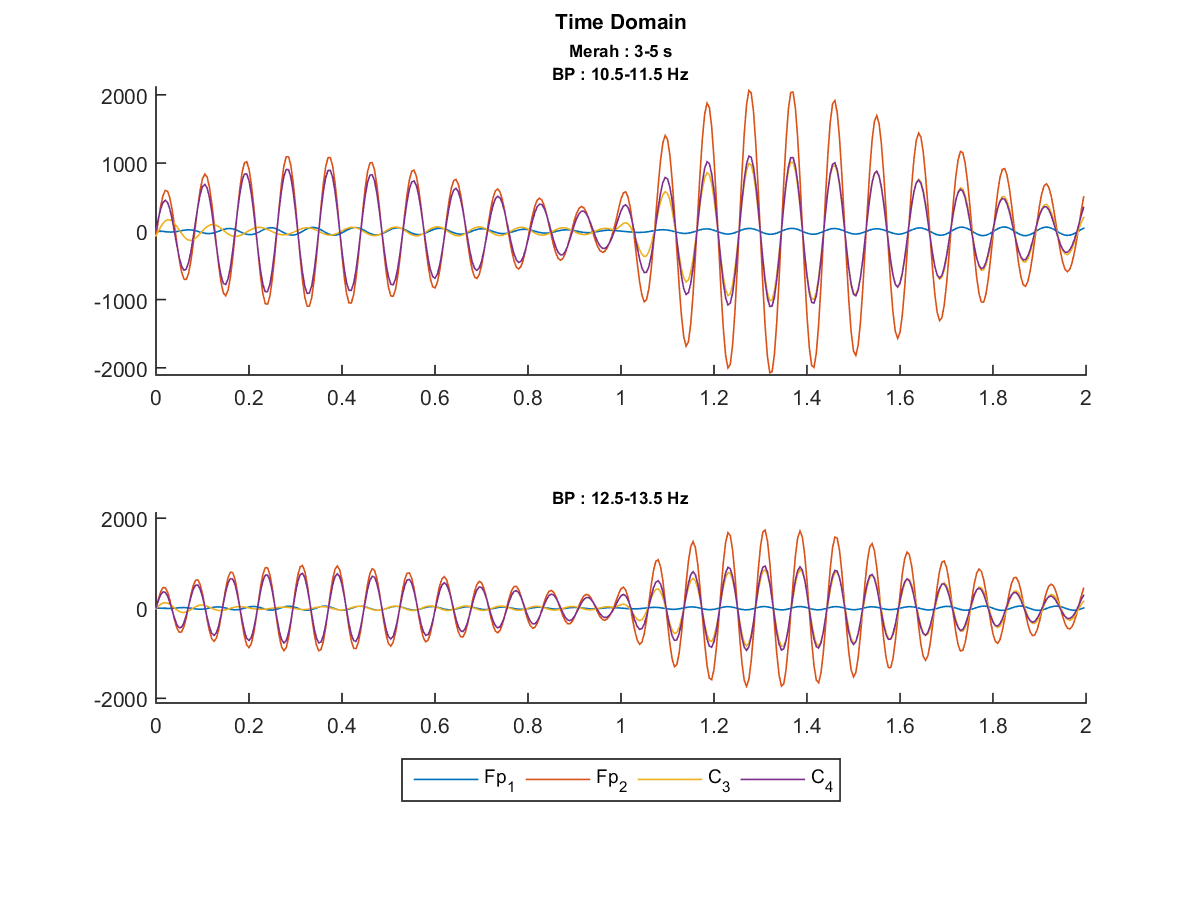 Time Domain
Merah : 3-5 s
BP : 10.5-11.5 Hz
2000
1000
0
-1000
-2000
0 0.2 0.4 0.6 0.8 1 1.2 1.4 1.6 1.8 2
BP : 12.5-13.5 Hz
2000
0
-2000
0 0.2 0.4 0.6 0.8 1 1.2 1.4 1.6 1.8 2
Fp1 Fp2 C3 C4